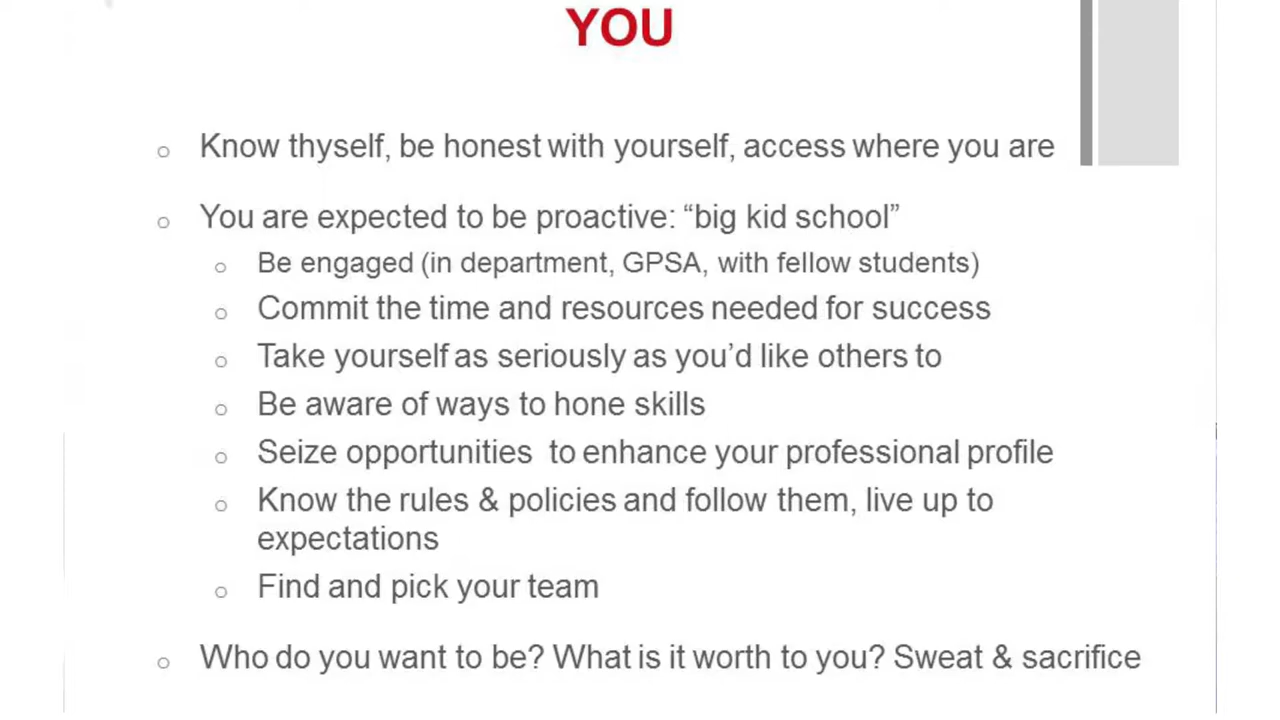 YOU
Know thyself, be honest with yourself, access where you are
You are expected to be proactive: “big kid school”
Be engaged (in department, GPSA, with fellow students)
Commit the time and resources needed for success
Take yourself as seriously as you’d like others to
Be aware of ways to hone skills
Seize opportunities to enhance your professional profile
Know the rules & policies and follow them, live up to
expectations
Find and pick your team
Who do you want to be? What is it worth to you? Sweat & sacrifice